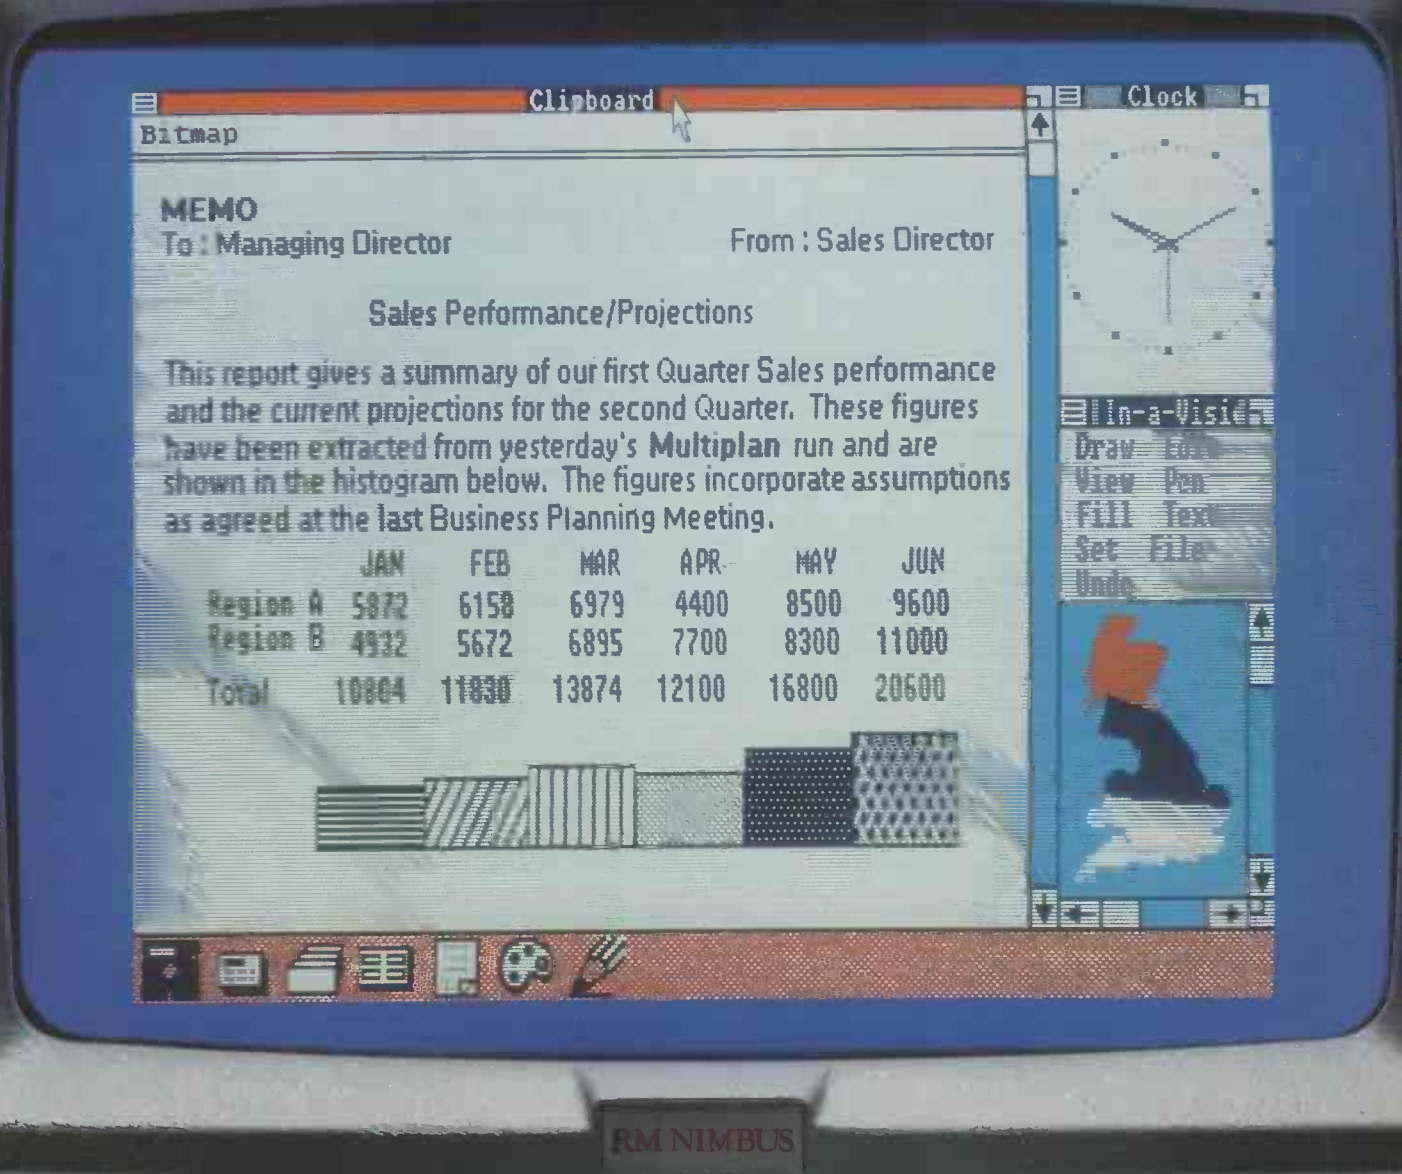 Clipboard
Bitmap
MEMO
To : Managing Director From : Sales Director
Sales Performance/Projections
This report gives a summary of our first Quarter Sales performance
and the current projections for the second Quarter. These figures
have been extracted from yesterday's Multiplan run and are
shown in the histogram below. The figures incorporate assumptions
as agreed at the last Business Planning Meeting.
JAN FEB MAR APR MAY JUN
Region A 5872 6158 6979 4400 8500 9600
Region B 4932 5672 6895 7700 8300 11000
Total 10804 11830 13874 12100 16800 20600
Clock
In-a-Visio
Draw Edit
View Pen
Fill Text
Set File
Undo
RM NIMBUS